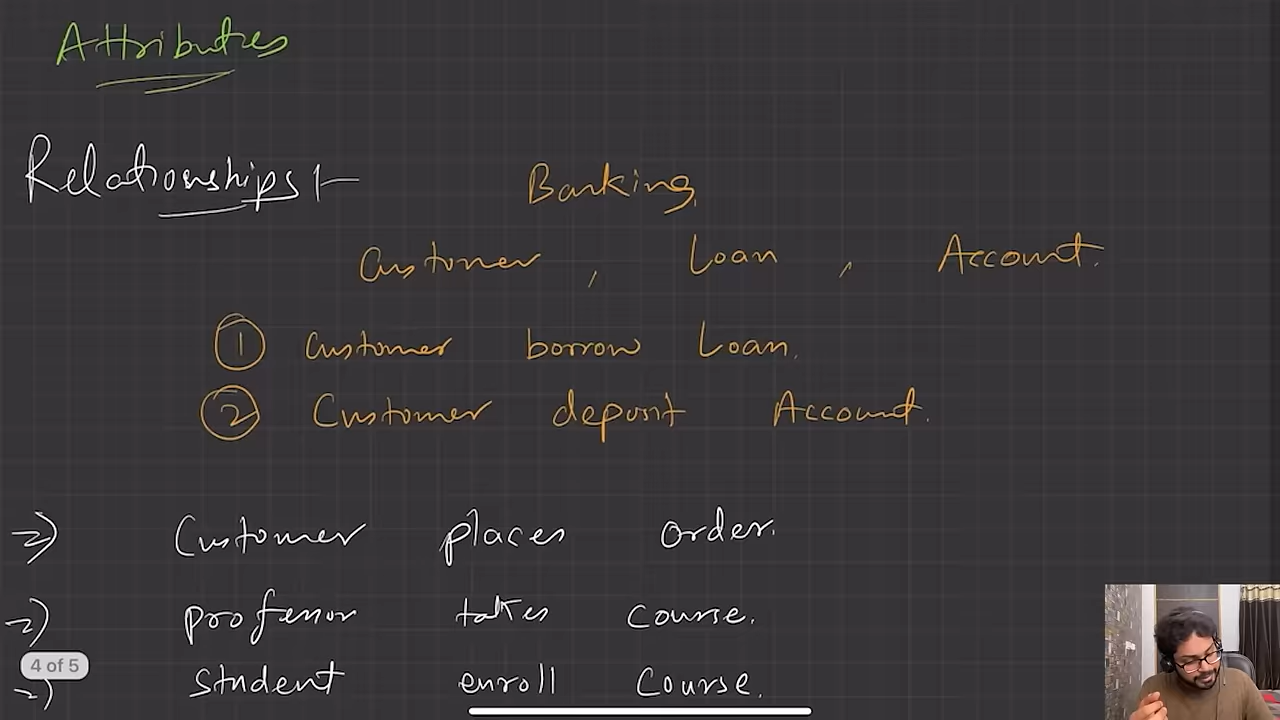 Attributes
Relationships :-
Banking
Customer , Loan , Account.
① Customer borrow Loan.
② Customer deposit Account.
=> Customer places order.
=> professor takes Course.
4 of 5
=> student enroll Course.